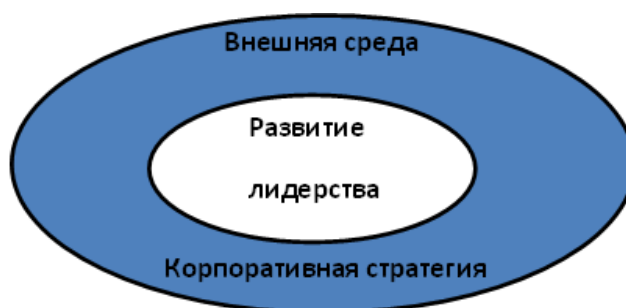 Внешняя среда
Развитие
лидерства
Корпоративная стратегия